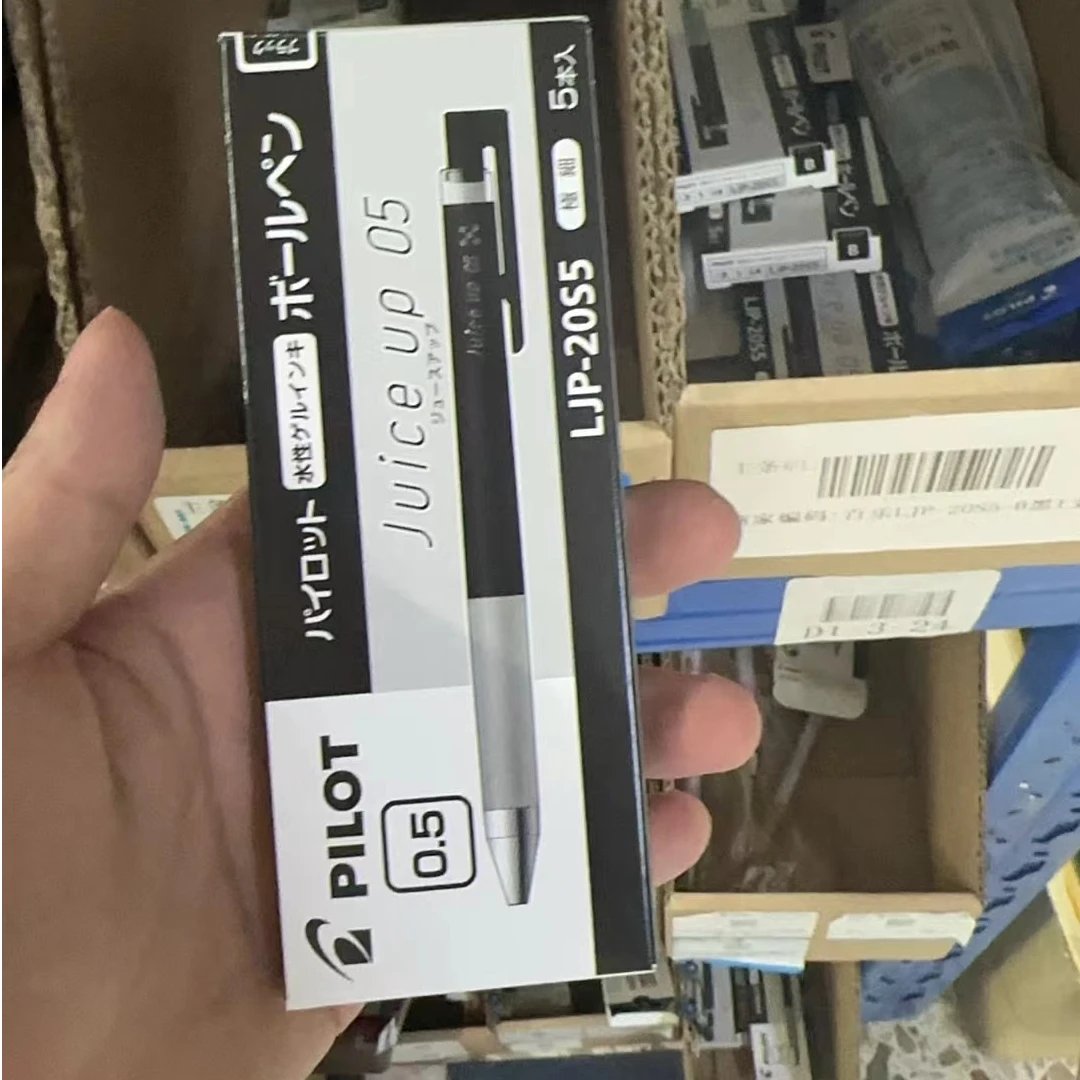 ブラック
パイロット 水性ゲルインキ ボールペン
Juice up 05
ジュースアップ
Juice up 05
LJP-20S5 極細 5本入
PILOT
0.5
B
B
LJP-20S5
D1 3 24